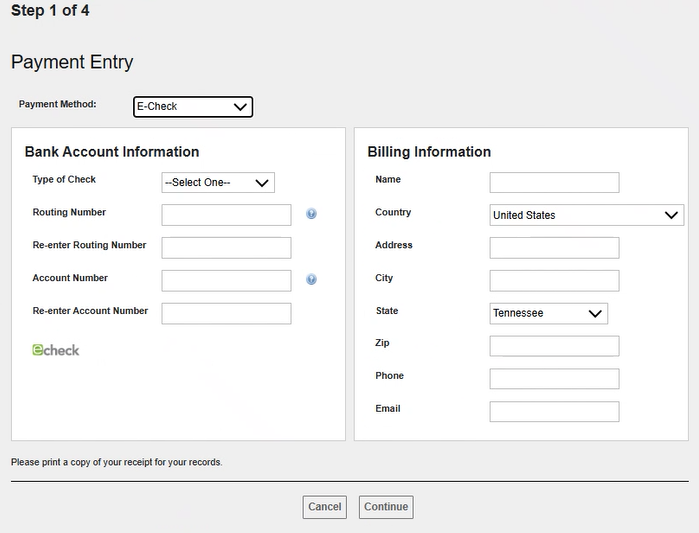 Step 1 of 4
Payment Entry
Payment Method: E-Check
Bank Account Information
Type of Check --Select One--
Routing Number
Re-enter Routing Number
Account Number
Re-enter Account Number
echeck
Billing Information
Name
Country United States
Address
City
State Tennessee
Zip
Phone
Email
Please print a copy of your receipt for your records.
Cancel Continue